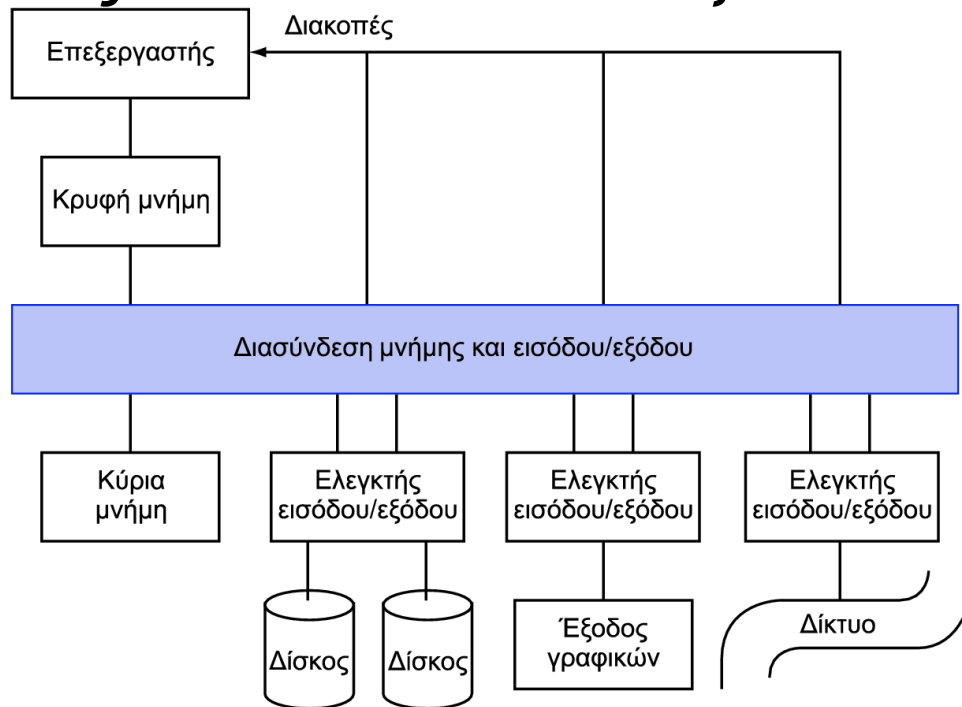 Διακοπές
Επεξεργαστής
Κρυφή μνήμη
Διασύνδεση μνήμης και εισόδου/εξόδου
Κύρια
μνήμη
Ελεγκτής
εισόδου/εξόδου
Ελεγκτής
εισόδου/εξόδου
Ελεγκτής
εισόδου/εξόδου
Δίσκος
Δίσκος
Έξοδος
γραφικών
Δίκτυο